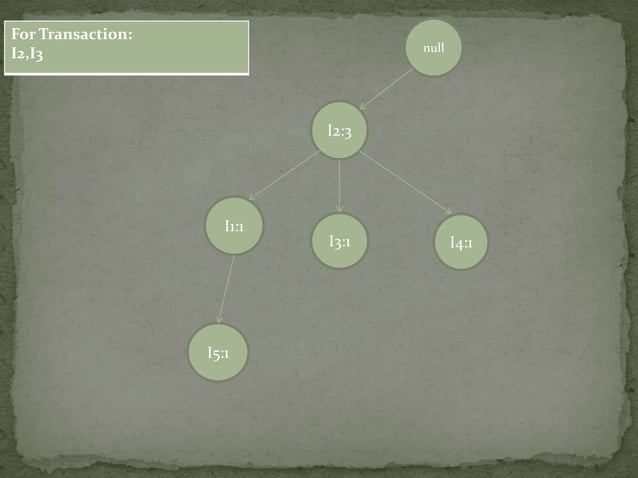 For Transaction:
I2,I3
null
I2:3
I1:1
I3:1
I4:1
I5:1